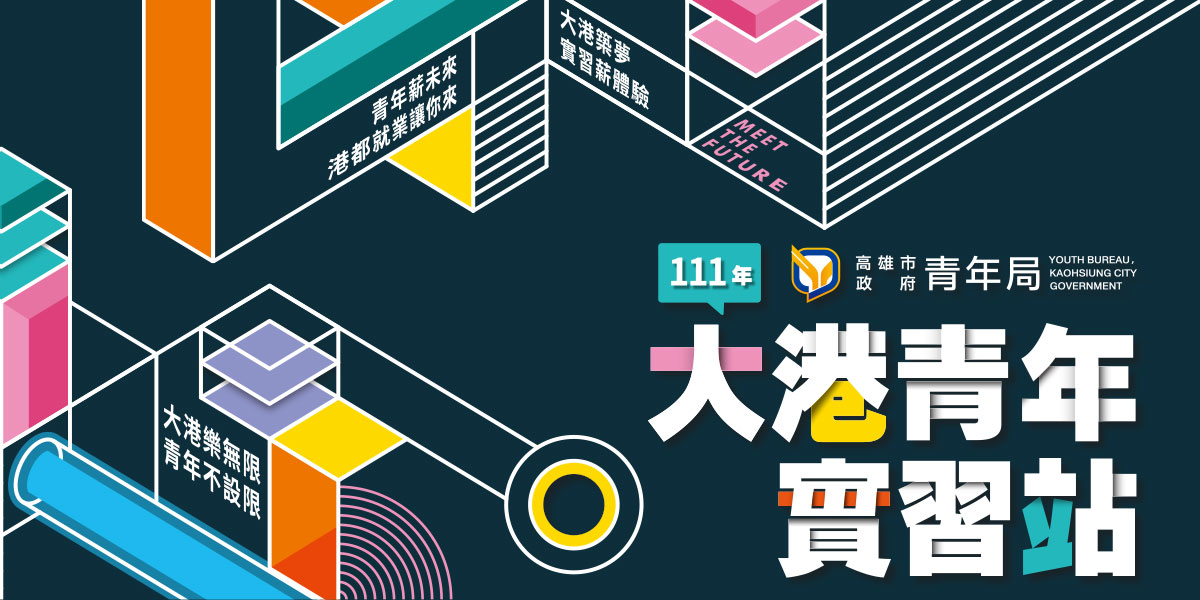 青年薪未來
港都就業讓你來
大港築夢
實習薪體驗
MEET
THE
FUTURE
111年
高雄市
政府
青年局
YOUTH BUREAU,
KAOHSIUNG CITY
GOVERNMENT
大港青年
實習站
大港樂無限
青年不設限